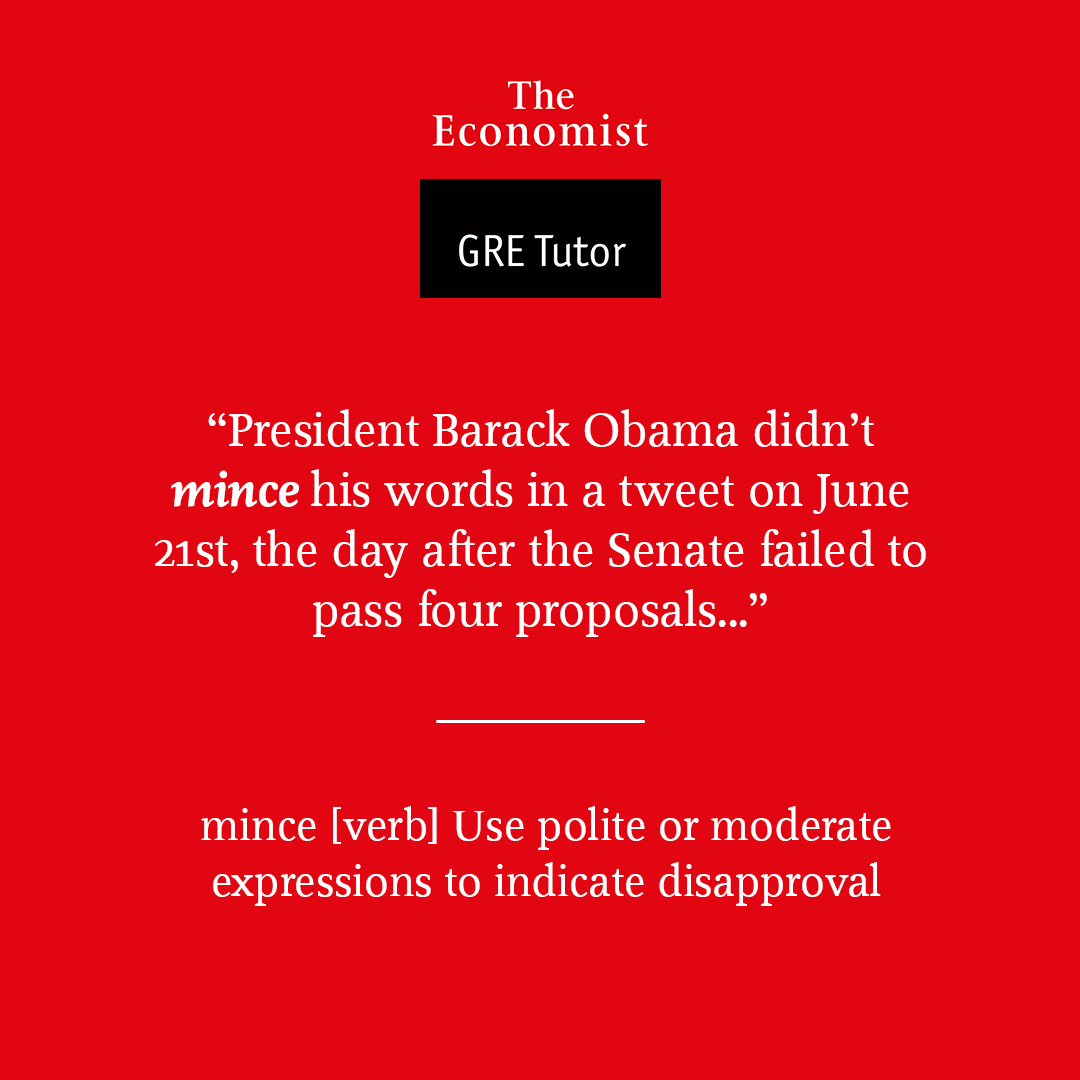 The
Economist
GRE Tutor
“President Barack Obama didn’t
mince his words in a tweet on June
21st, the day after the Senate failed to
pass four proposals...”
mince [verb] Use polite or moderate
expressions to indicate disapproval